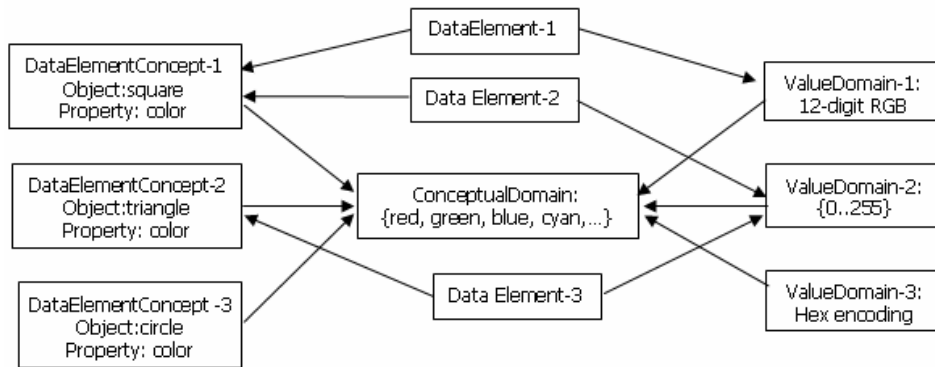 DataElement-1
DataElementConcept-1
Object:square
Property: color
Data Element-2
ValueDomain-1:
12-digit RGB
DataElementConcept-2
Object:triangle
Property: color
ConceptualDomain:
{red, green, blue, cyan,...}
ValueDomain-2:
{0..255}
Data Element-3
DataElementConcept -3
Object:circle
Property: color
ValueDomain-3:
Hex encoding